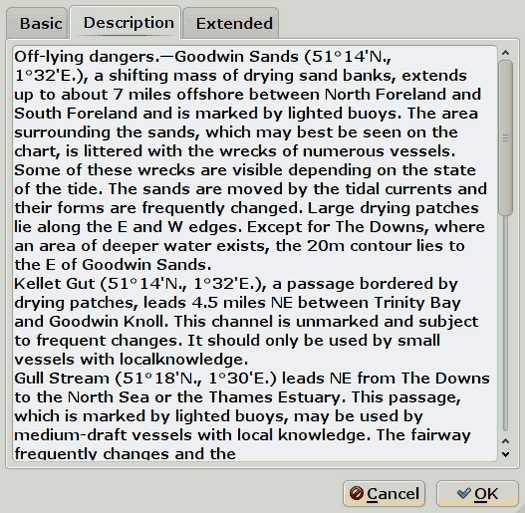 Basic Description Extended
Off-lying dangers.—Goodwin Sands (51°14'N.,
1°32'E.), a shifting mass of drying sand banks, extends
up to about 7 miles offshore between North Foreland and
South Foreland and is marked by lighted buoys. The area
surrounding the sands, which may best be seen on the
chart, is littered with the wrecks of numerous vessels.
Some of these wrecks are visible depending on the state
of the tide. The sands are moved by the tidal currents and
their forms are frequently changed. Large drying patches
lie along the E and W edges. Except for The Downs, where
an area of deeper water exists, the 20m contour lies to
the E of Goodwin Sands.
Kellet Gut (51°14'N., 1°32'E.), a passage bordered by
drying patches, leads 4.5 miles NE between Trinity Bay
and Goodwin Knoll. This channel is unmarked and subject
to frequent changes. It should only be used by small
vessels with localknowledge.
Gull Stream (51°18'N., 1°30'E.) leads NE from The Downs
to the North Sea or the Thames Estuary. This passage,
which is marked by lighted buoys, may be used by
medium-draft vessels with local knowledge. The fairway
frequently changes and the
Cancel OK